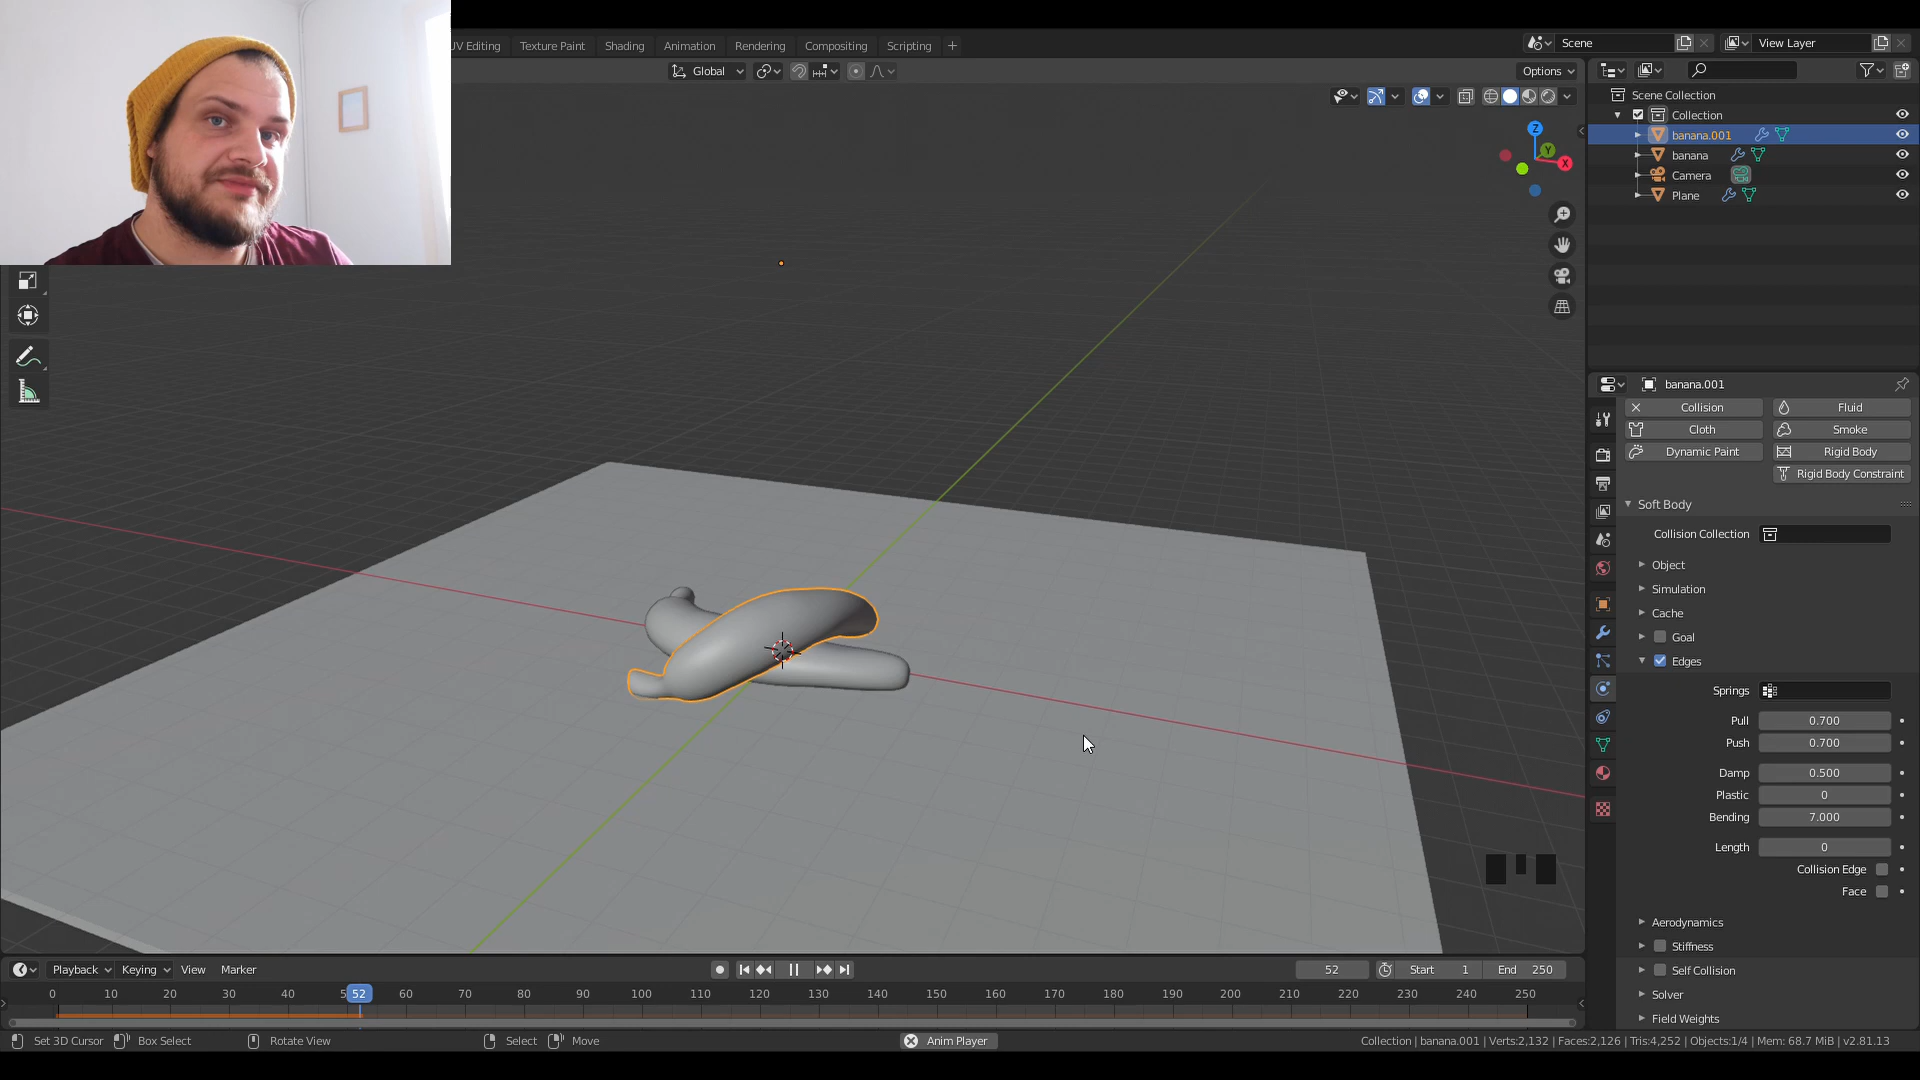 UV Editing Texture Paint Shading Animation Rendering Compositing Scripting +
Scene View Layer
Global
Options
Scene Collection
Collection
banana.001
banana
Camera
Plane
Z
Y
X
banana.001
Collision Fluid
Cloth Smoke
Dynamic Paint Rigid Body
Rigid Body Constraint
Soft Body
Collision Collection
Object
Simulation
Cache
Goal
Edges
Springs
Pull 0.700
Push 0.700
Damp 0.500
Plastic 0
Bending 7.000
Length 0
Collision Edge
Face
Aerodynamics
Stiffness
Self Collision
Solver
Field Weights
Playback Keying View Marker
52 Start 1 End 250
0 10 20 30 40 5 52 60 70 80 90 100 110 120 130 140 150 160 170 180 190 200 210 220 230 240 250
Set 3D Cursor Box Select Rotate View Select Move Anim Player Collection | banana.001 | Verts:2,132 | Faces:2,126 | Tris:4,252 | Objects:1/4 | Mem: 68.7 MiB | v2.81.13